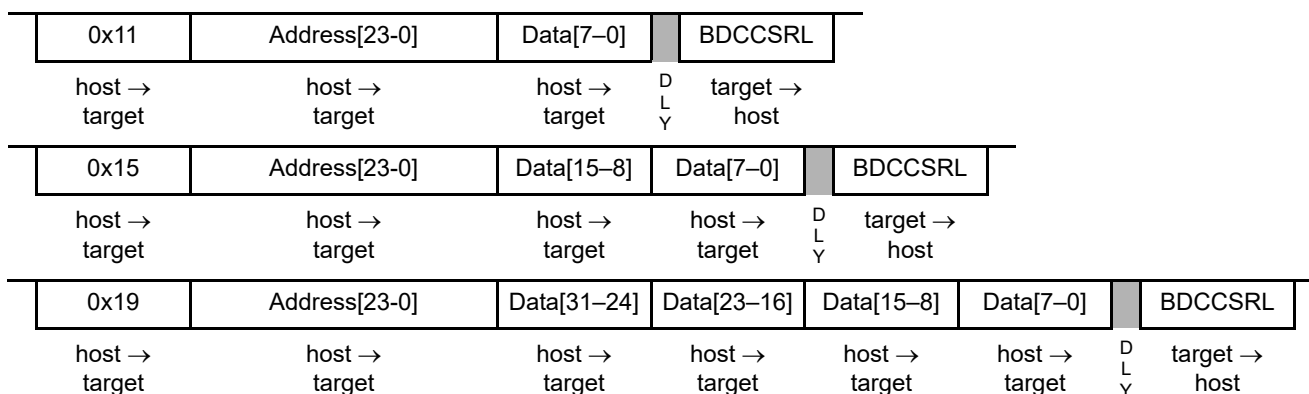 0x11 Address[23-0] Data[7–0] BDCCSRL
host → host → host → D L Y target →
target target target host
0x15 Address[23-0] Data[15–8] Data[7–0] BDCCSRL
host → host → host → host → D L Y target →
target target target target host
0x19 Address[23-0] Data[31–24] Data[23–16] Data[15–8] Data[7–0] BDCCSRL
host → host → host → host → host → host → D L Y target →
target target target target target target host